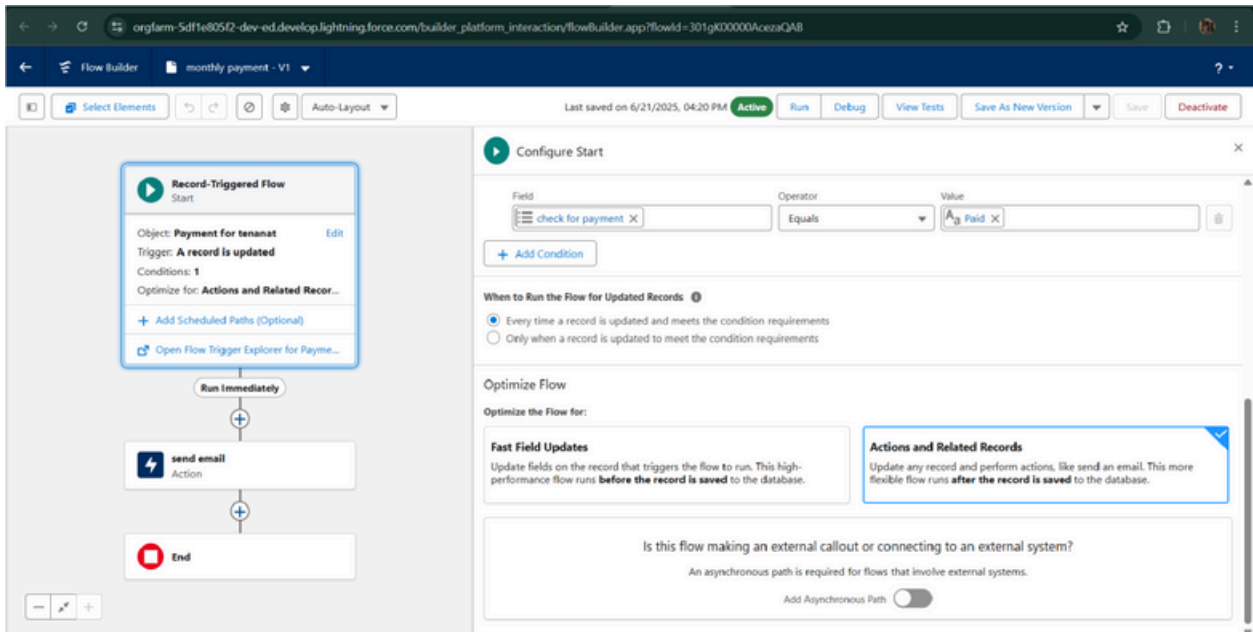 orgfarm-5df1e805f2-dev-ed.develop.lightning.force.com/builder_platform_interaction/flowBuilder.app?flowId=301gK00000AcezaQAB
Flow Builder monthly payment - V1 ?
Select Elements Auto-Layout Last saved on 6/21/2025, 04:20 PM Active Run Debug View Tests Save As New Version Save Deactivate
Record-Triggered Flow
Start
Object: Payment for tenanat Edit
Trigger: A record is updated
Conditions: 1
Optimize for: Actions and Related Recor...
+ Add Scheduled Paths (Optional)
Open Flow Trigger Explorer for Payme...
Run Immediately
send email
Action
End
Configure Start
Field Operator Value
check for payment Equals Aa Paid
+ Add Condition
When to Run the Flow for Updated Records
Every time a record is updated and meets the condition requirements
Only when a record is updated to meet the condition requirements
Optimize Flow
Optimize the Flow for:
Fast Field Updates
Update fields on the record that triggers the flow to run. This high-
performance flow runs before the record is saved to the database.
Actions and Related Records
Update any record and perform actions, like send an email. This more
flexible flow runs after the record is saved to the database.
Is this flow making an external callout or connecting to an external system?
An asynchronous path is required for flows that involve external systems.
Add Asynchronous Path